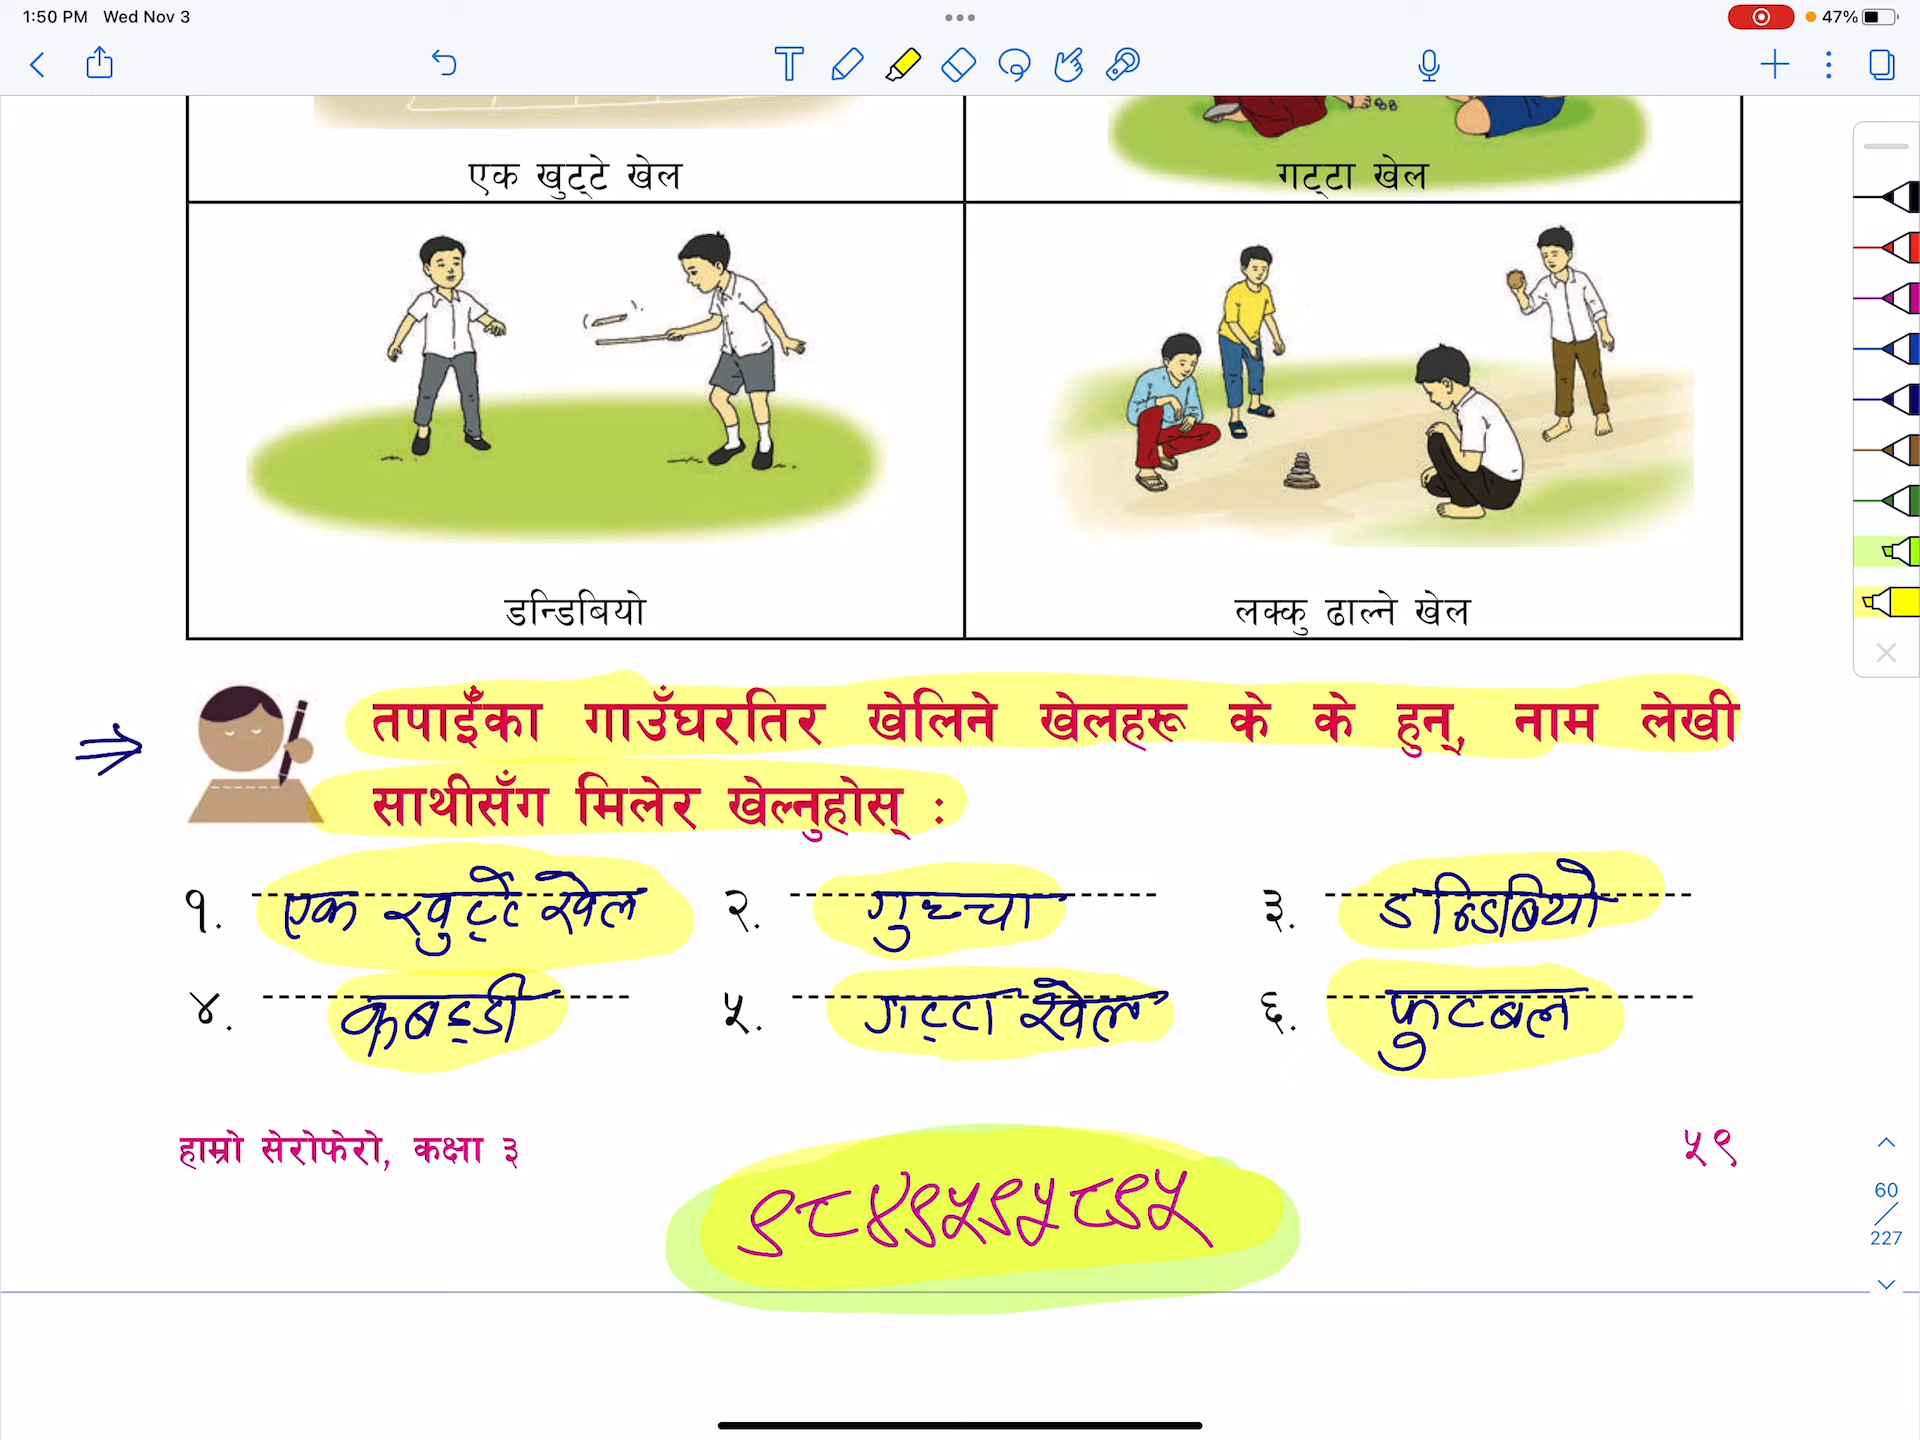 1:50 PM Wed Nov 3
47%
एक खुट्टे खेल
गट्टा खेल
डन्डिबियो
लक्कु ढाल्ने खेल
तपाईँका गाउँघरतिर खेलिने खेलहरू के के हुन्, नाम लेखी
साथीसँग मिलेर खेल्नुहोस् :
१. एक खुट्टे खेल २. गुच्चा ३. डन्डिबियो
४. कबड्डी ५. गट्टा खेल ६. फुटबल
हाम्रो सेरोफेरो, कक्षा ३
५९
९८४९५९५८९५
60
227